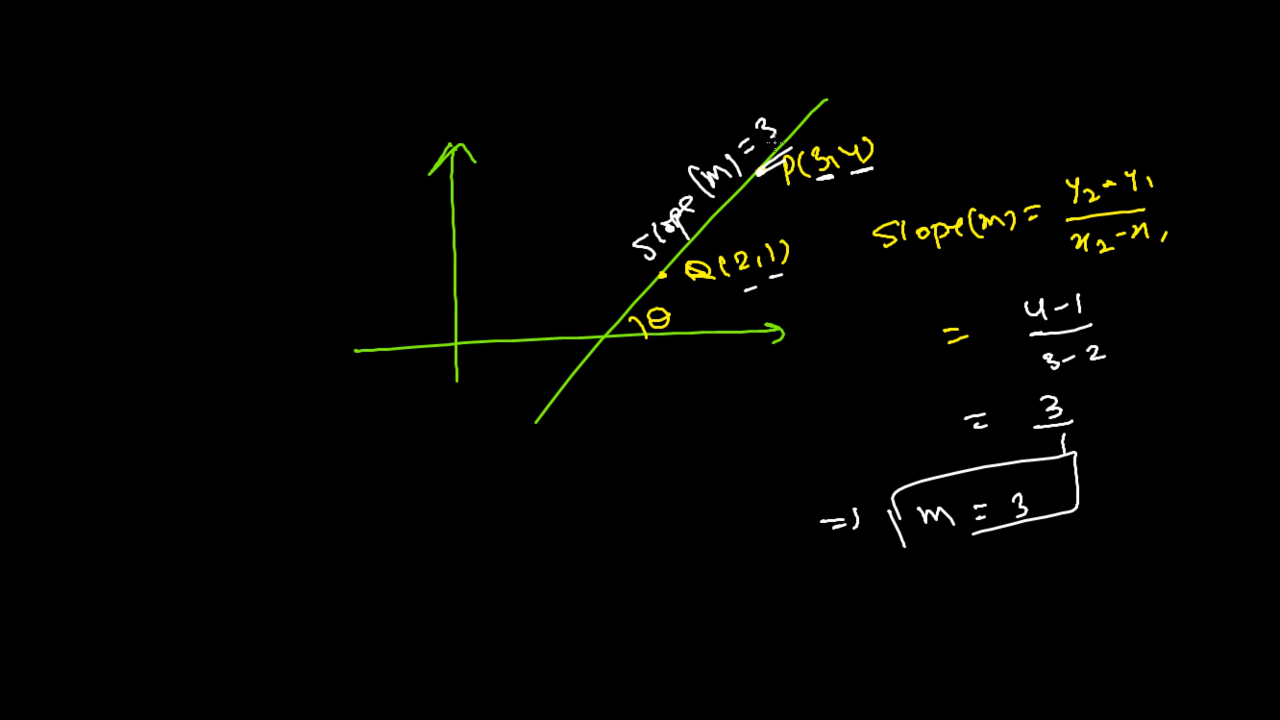 Slope(m) = 3
P(3,4)
Q(2,1)
θ
Slope(m) = y₂ - y₁ / x₂ - x₁
= 4-1 / 3-2
= 3 / 1
=> m = 3